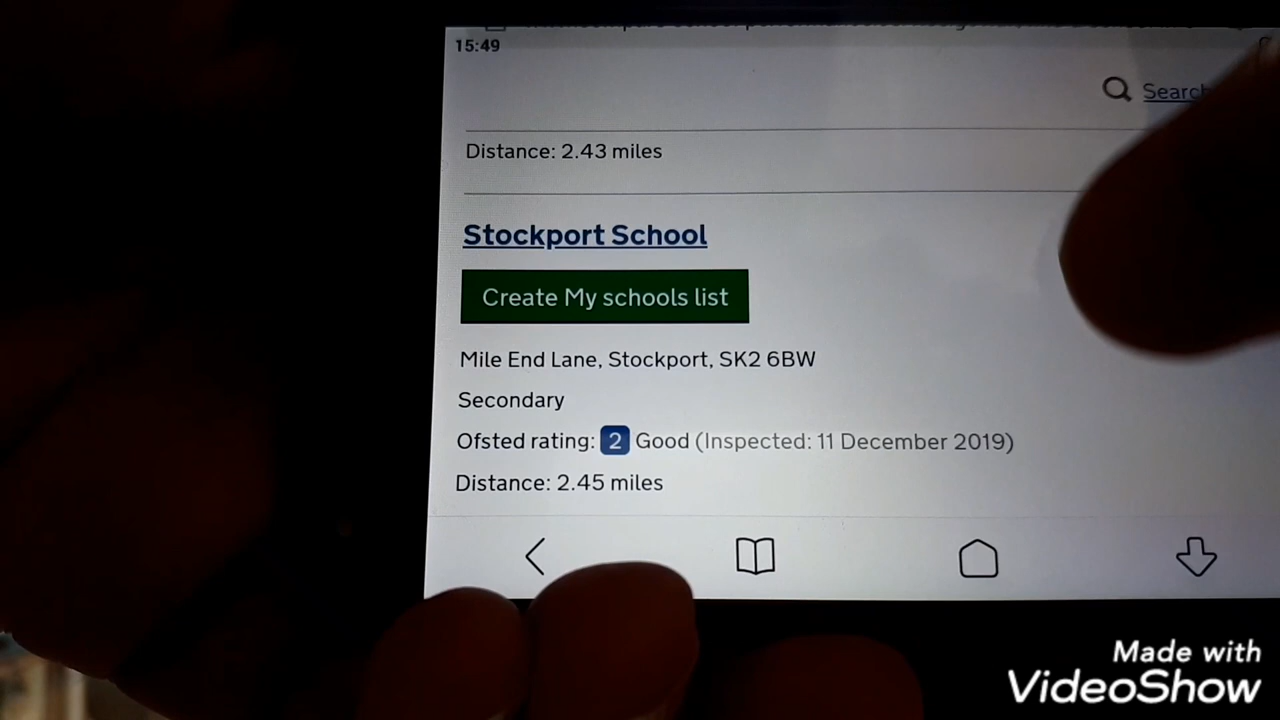 15:49
Search
Distance: 2.43 miles
Stockport School
Create My schools list
Mile End Lane, Stockport, SK2 6BW
Secondary
Ofsted rating: 2 Good (Inspected: 11 December 2019)
Distance: 2.45 miles
Made with
VideoShow